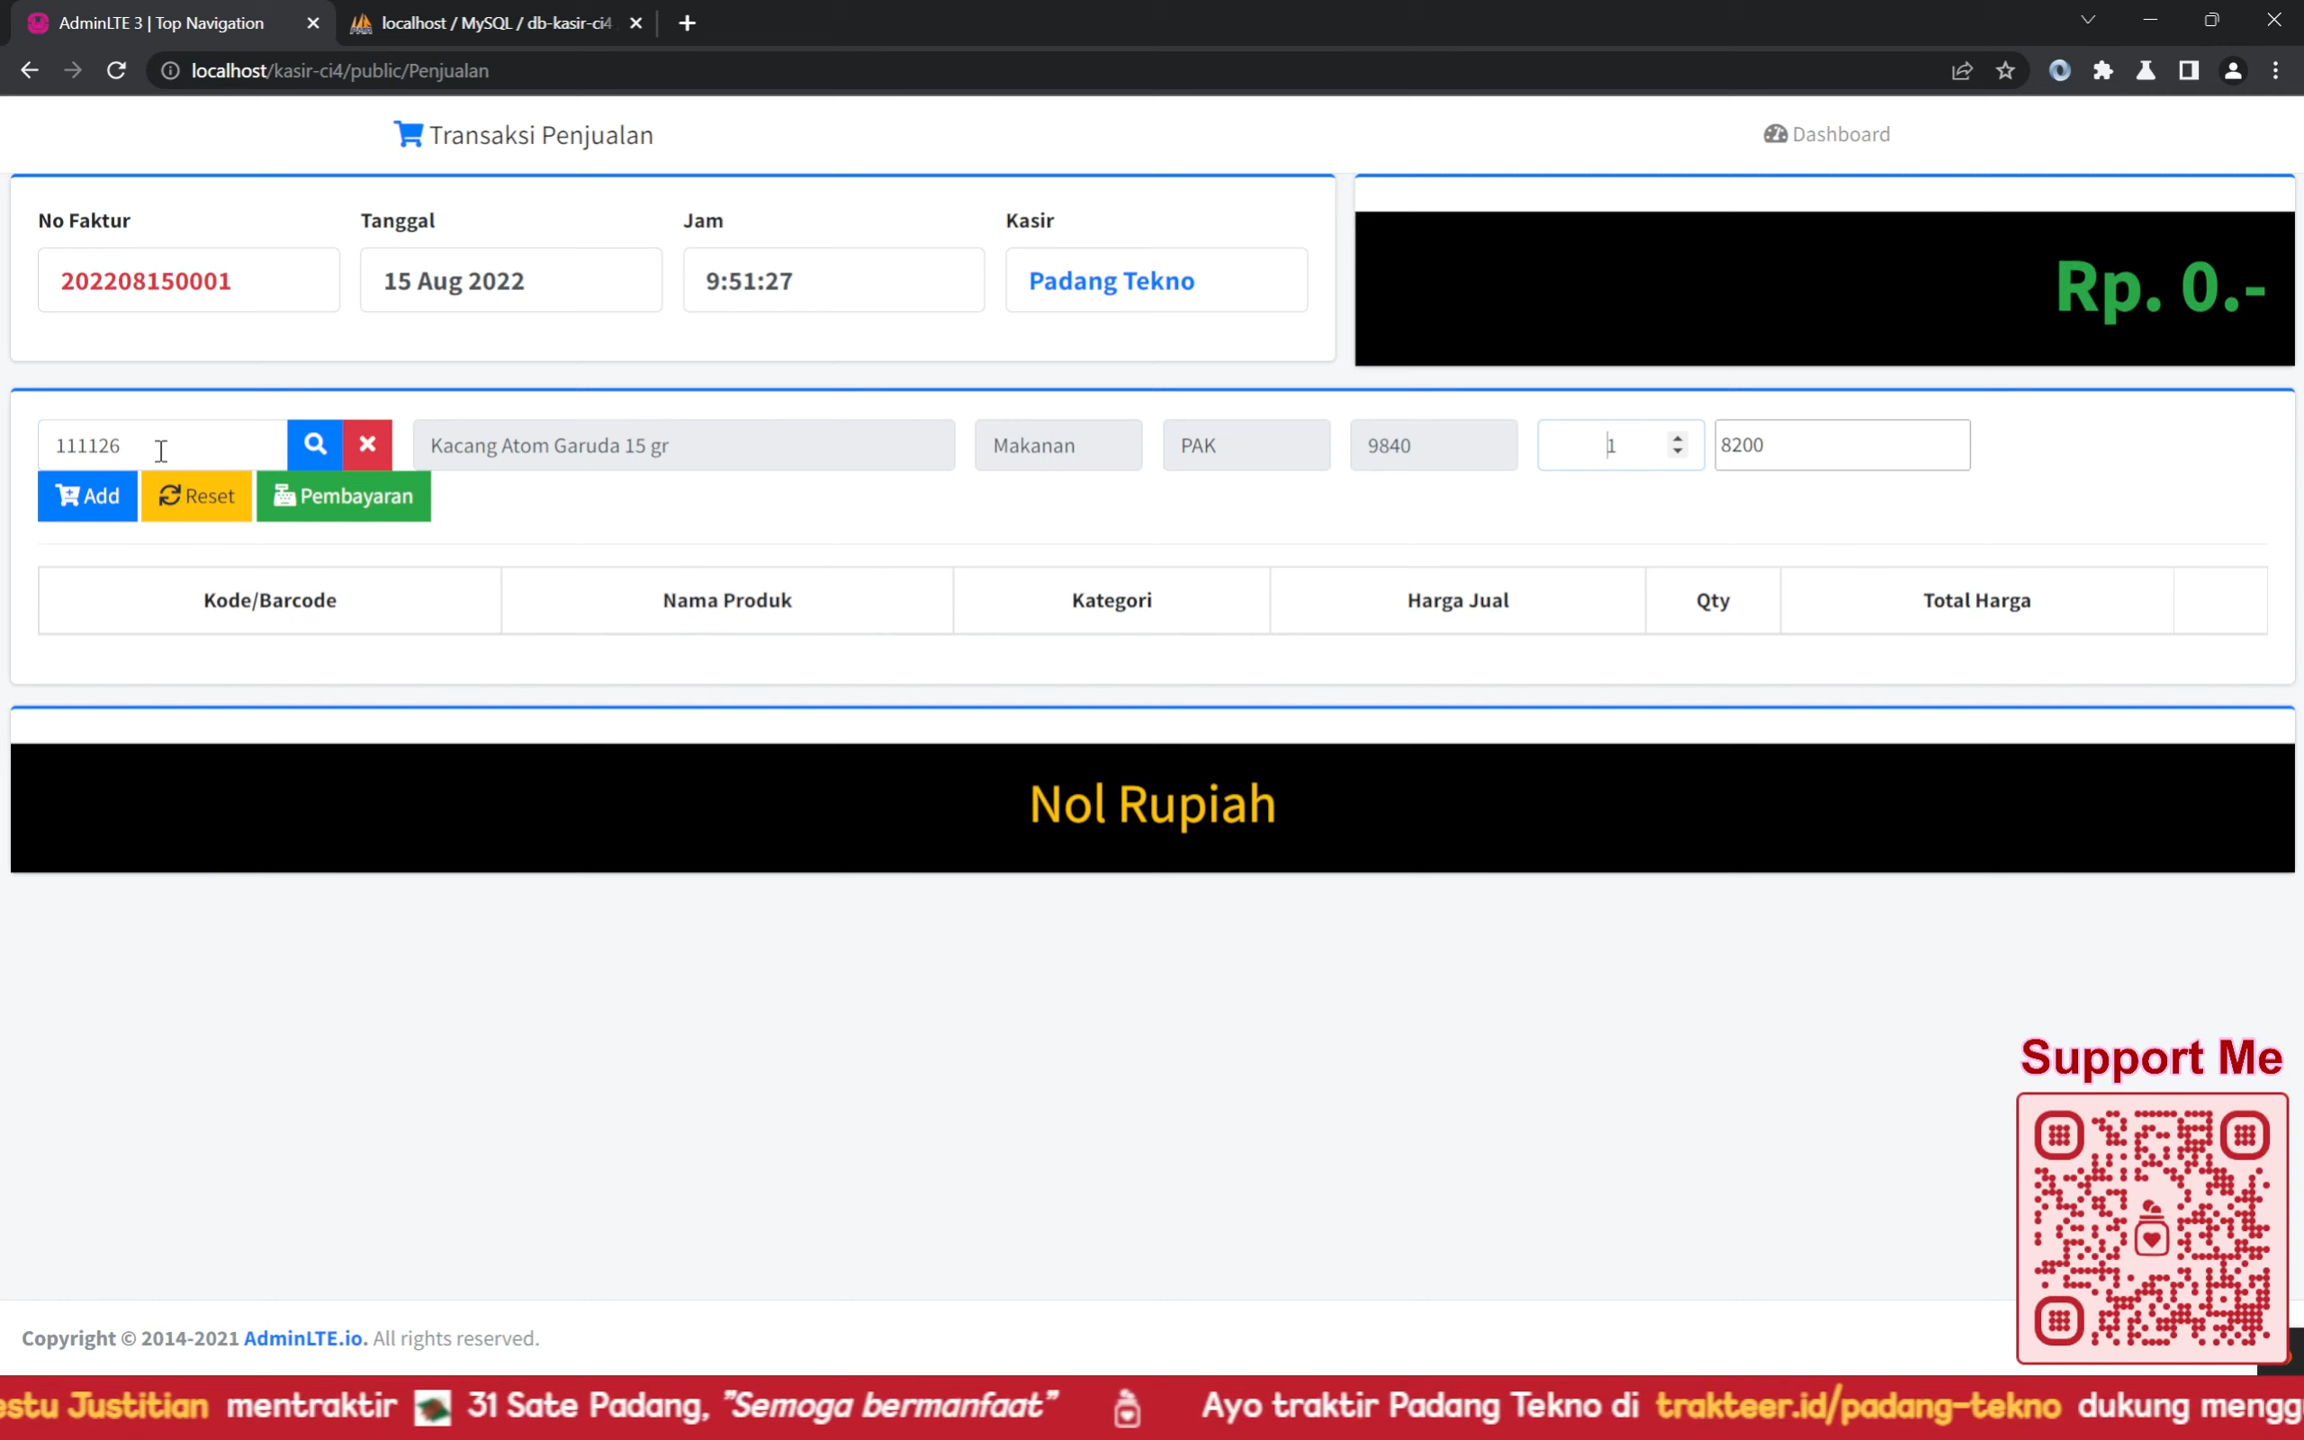 AdminLTE 3 | Top Navigation
localhost / MySQL / db-kasir-ci4
localhost/kasir-ci4/public/Penjualan
Transaksi Penjualan
Dashboard
No Faktur Tanggal Jam Kasir
202208150001 15 Aug 2022 9:51:27 Padang Tekno
Rp. 0.-
111126 Kacang Atom Garuda 15 gr Makanan PAK 9840 1 8200
Add Reset Pembayaran
Kode/Barcode Nama Produk Kategori Harga Jual Qty Total Harga
Nol Rupiah
Support Me
Copyright © 2014-2021 AdminLTE.io. All rights reserved.
estu Justitian mentraktir 31 Sate Padang, "Semoga bermanfaat" Ayo traktir Padang Tekno di trakteer.id/padang-tekno dukung mengg